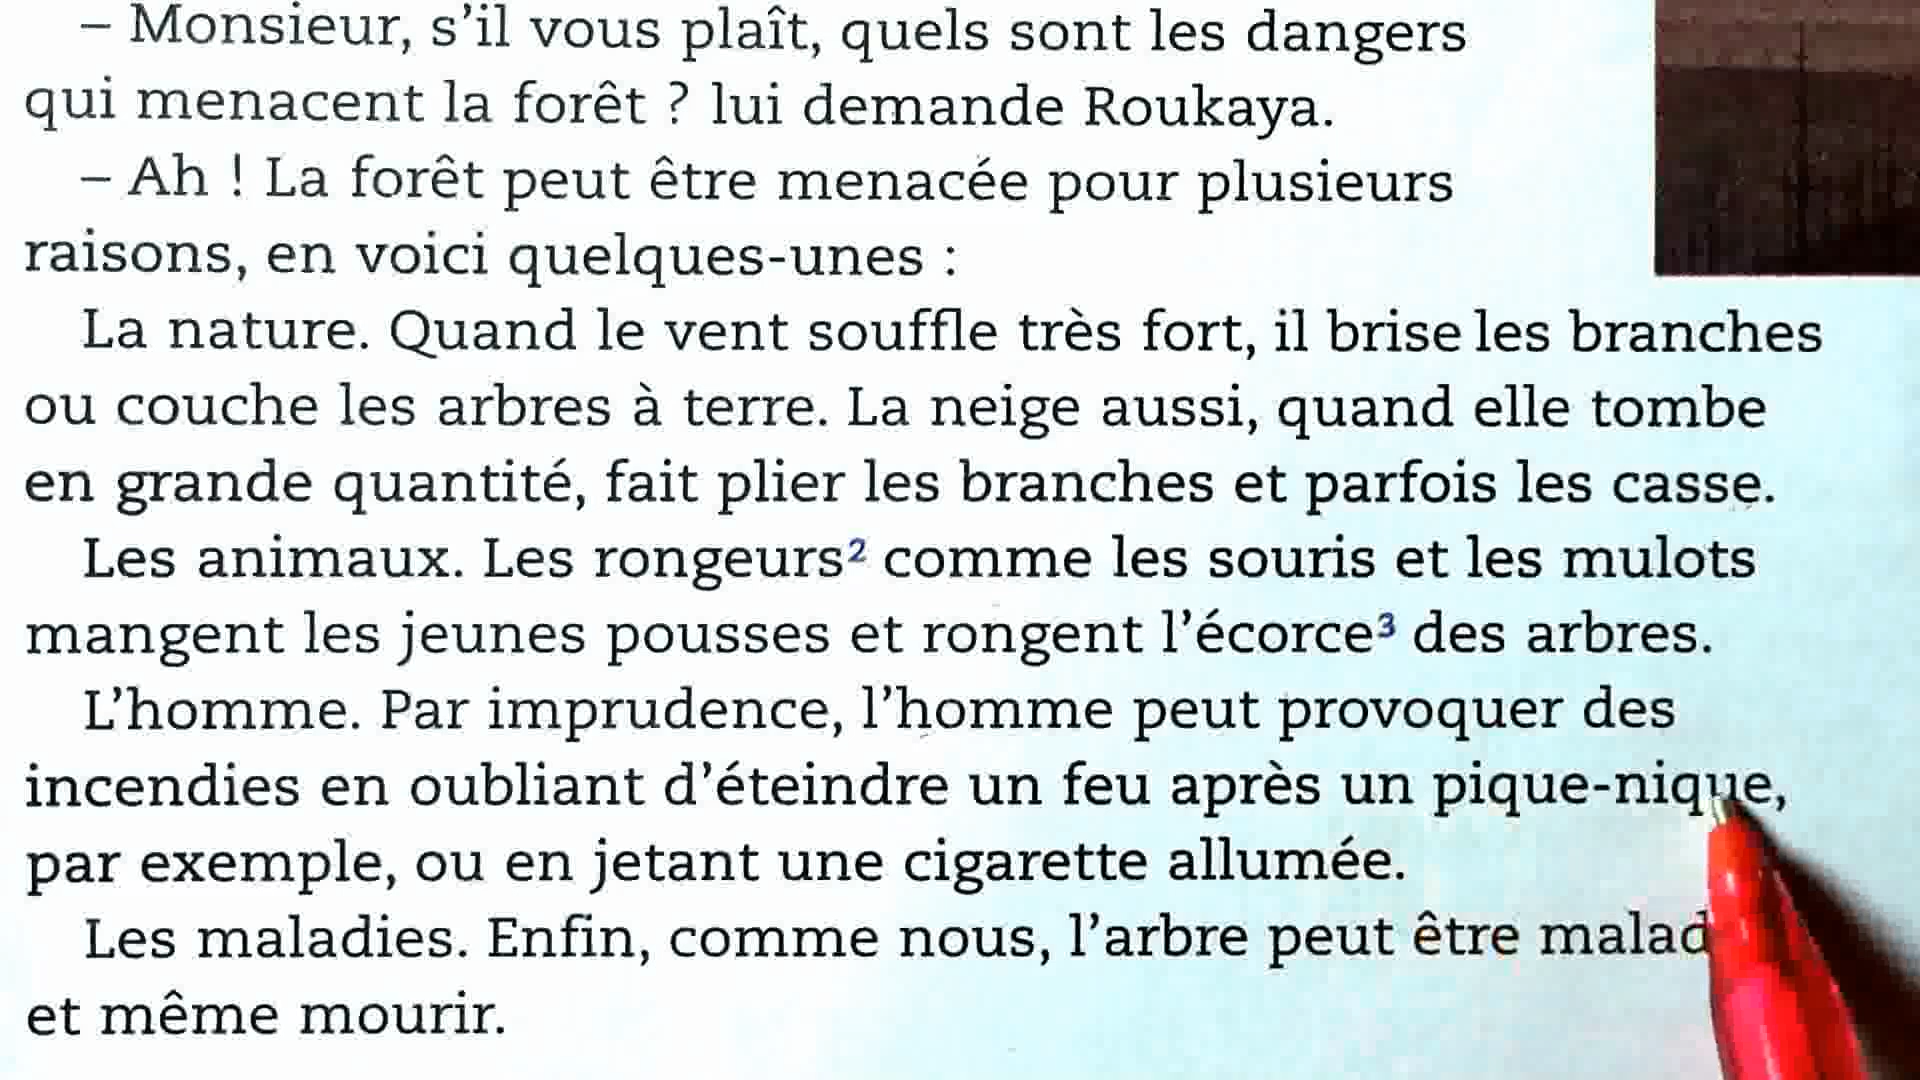 – Monsieur, s’il vous plaît, quels sont les dangers
qui menacent la forêt ? lui demande Roukaya.
– Ah ! La forêt peut être menacée pour plusieurs
raisons, en voici quelques-unes :
La nature. Quand le vent souffle très fort, il brise les branches
ou couche les arbres à terre. La neige aussi, quand elle tombe
en grande quantité, fait plier les branches et parfois les casse.
Les animaux. Les rongeurs² comme les souris et les mulots
mangent les jeunes pousses et rongent l’écorce³ des arbres.
L’homme. Par imprudence, l’homme peut provoquer des
incendies en oubliant d’éteindre un feu après un pique-nique,
par exemple, ou en jetant une cigarette allumée.
Les maladies. Enfin, comme nous, l’arbre peut être malad
et même mourir.